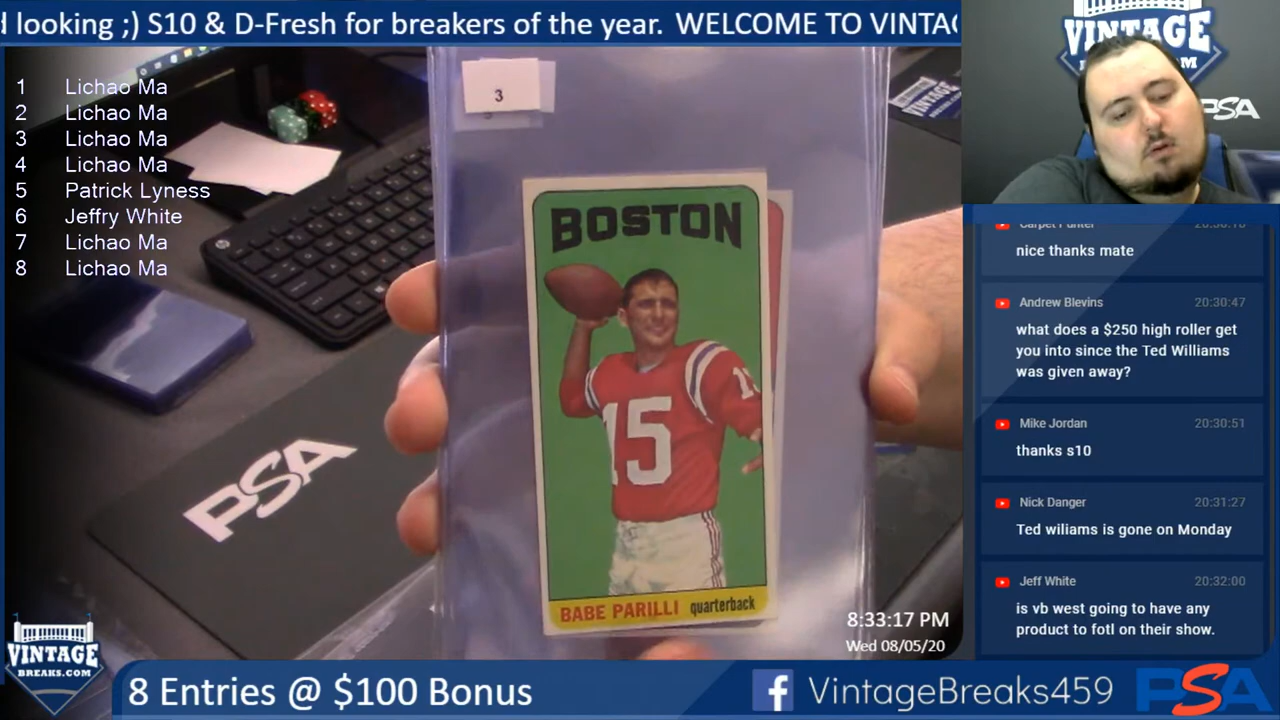 d looking ;) S10 & D-Fresh for breakers of the year. WELCOME TO VINTAG
1 Lichao Ma
2 Lichao Ma
3 Lichao Ma
4 Lichao Ma
5 Patrick Lyness
6 Jeffry White
7 Lichao Ma
8 Lichao Ma
3
BOSTON
15
15
BABE PARILLI quarterback
PSA
VINTAGE
PSA
nice thanks mate
Andrew Blevins 20:30:47
what does a $250 high roller get
you into since the Ted Williams
was given away?
Mike Jordan 20:30:51
thanks s10
Nick Danger 20:31:27
Ted wiliams is gone on Monday
Jeff White 20:32:00
is vb west going to have any
product to fotl on their show.
8:33:17 PM
Wed 08/05/20
VINTAGE
BREAKS.COM
8 Entries @ $100 Bonus
f VintageBreaks459
PSA